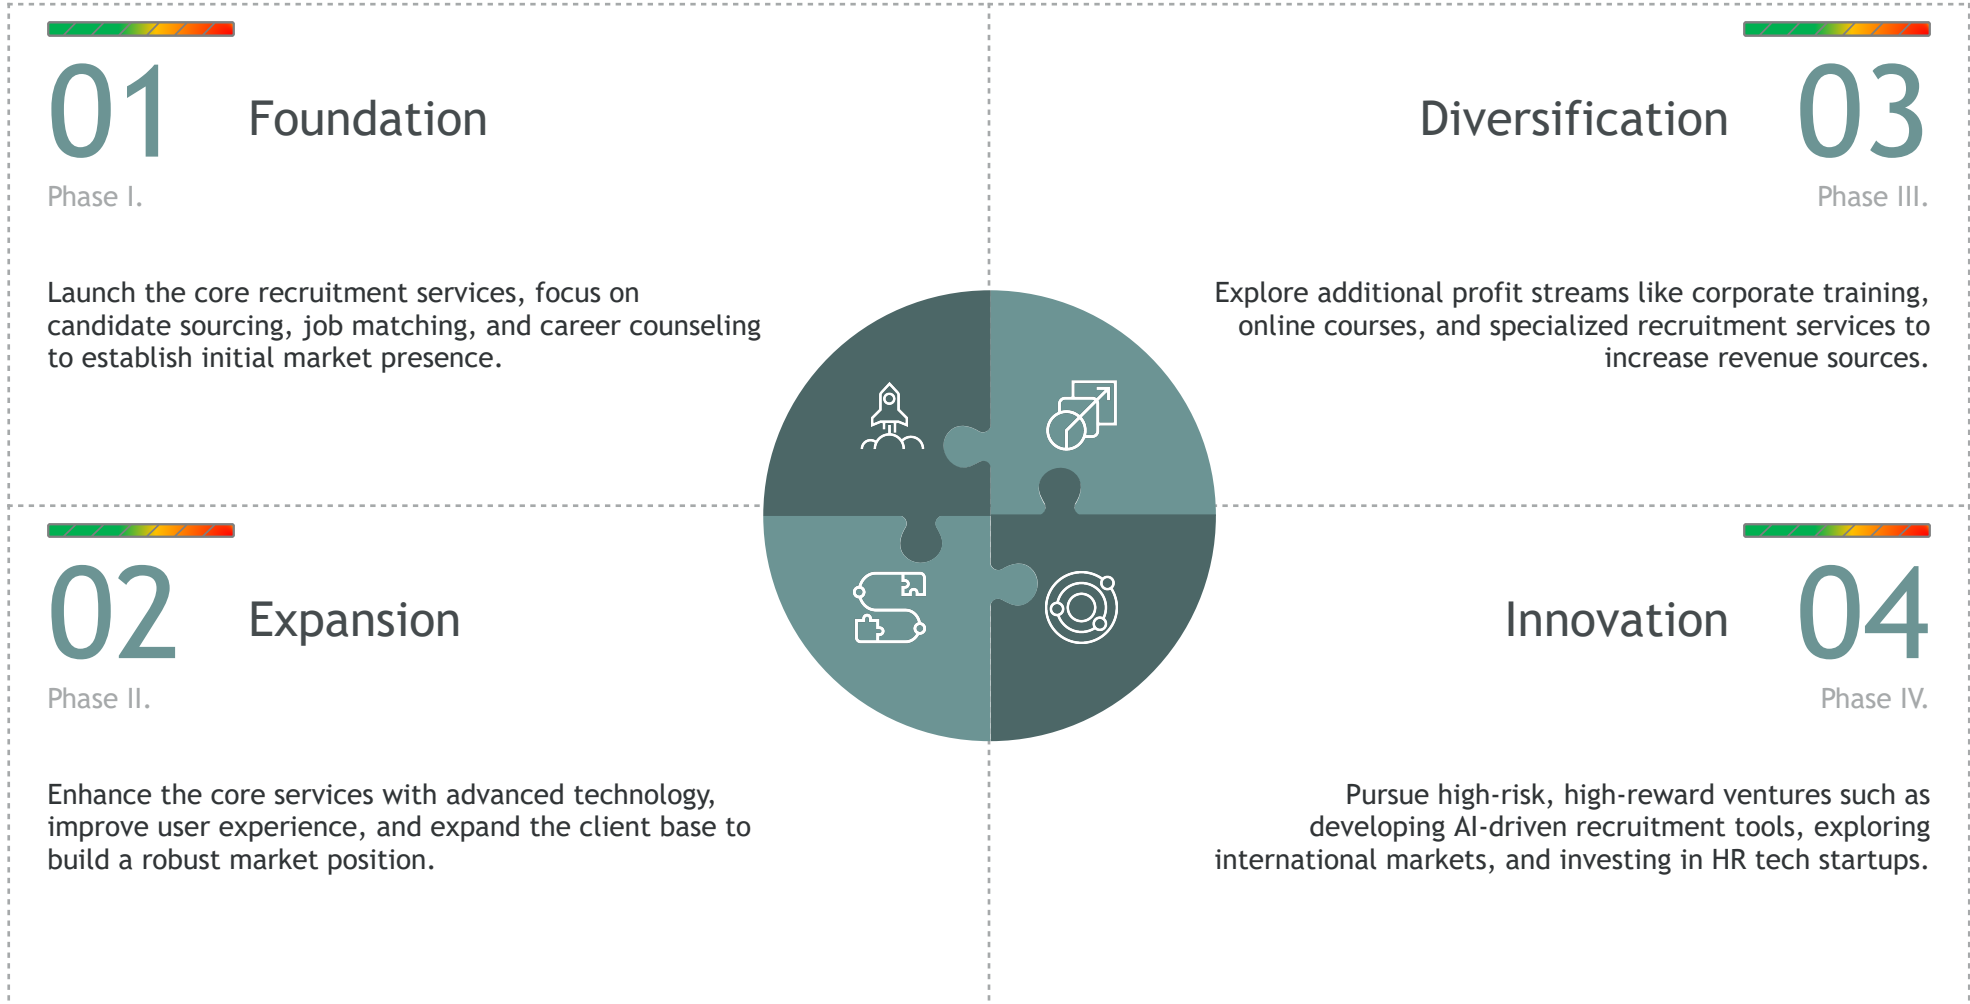 01
Foundation
Phase I.
Launch the core recruitment services, focus on
candidate sourcing, job matching, and career counseling
to establish initial market presence.
02
Expansion
Phase II.
Enhance the core services with advanced technology,
improve user experience, and expand the client base to
build a robust market position.
Diversification
03
Phase III.
Explore additional profit streams like corporate training,
online courses, and specialized recruitment services to
increase revenue sources.
Innovation
04
Phase IV.
Pursue high-risk, high-reward ventures such as
developing AI-driven recruitment tools, exploring
international markets, and investing in HR tech startups.